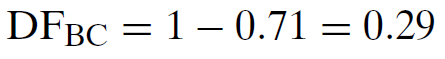 DF_BC = 1 − 0.71 = 0.29